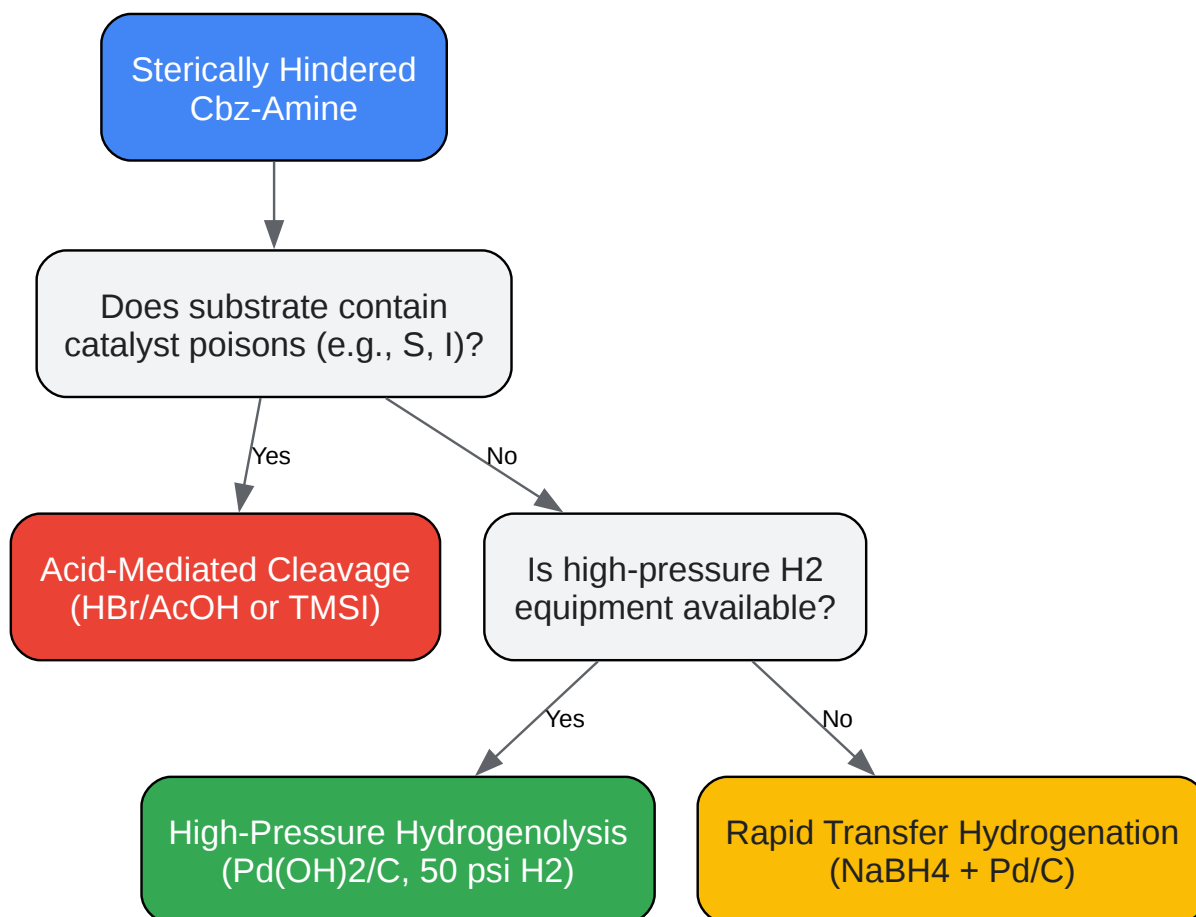 Sterically Hindered
Cbz-Amine
Does substrate contain
catalyst poisons (e.g., S, I)?
Yes
No
Acid-Mediated Cleavage
(HBr/AcOH or TMSI)
Is high-pressure H2
equipment available?
Yes
No
High-Pressure Hydrogenolysis
(Pd(OH)2/C, 50 psi H2)
Rapid Transfer Hydrogenation
(NaBH4 + Pd/C)